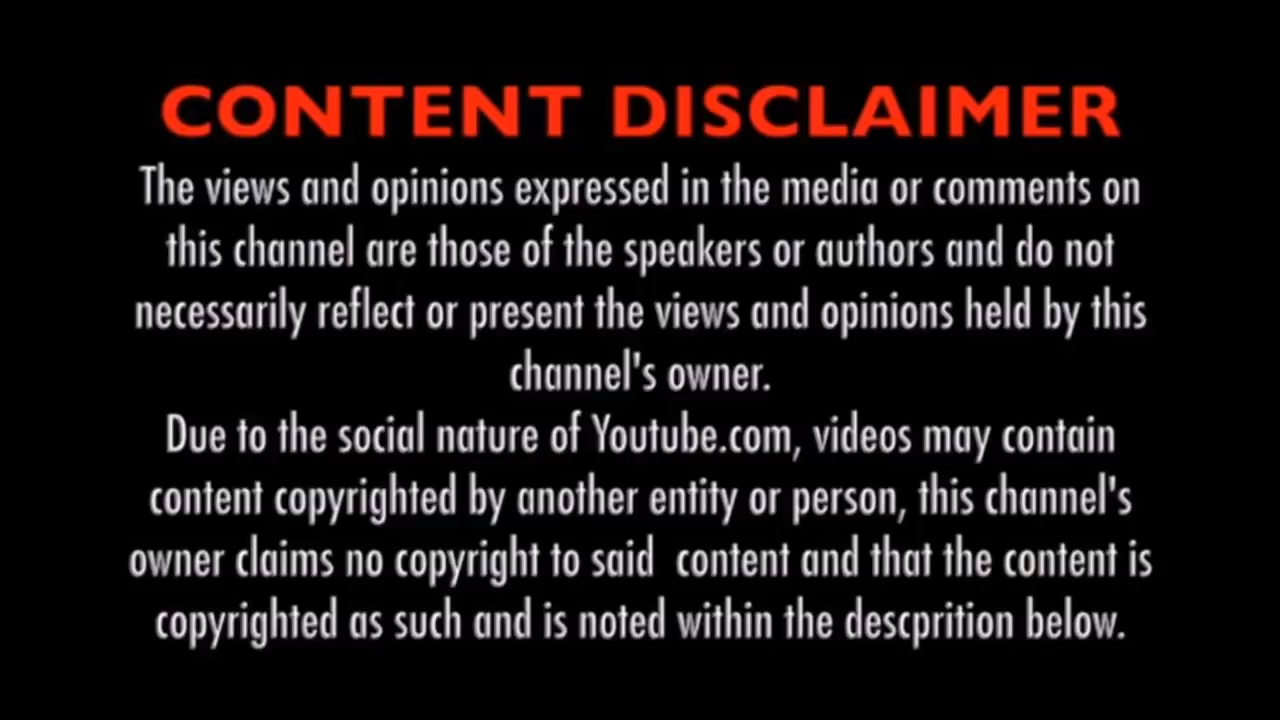 CONTENT DISCLAIMER
The views and opinions expressed in the media or comments on
this channel are those of the speakers or authors and do not
necessarily reflect or present the views and opinions held by this
channel's owner.
Due to the social nature of Youtube.com, videos may contain
content copyrighted by another entity or person, this channel's
owner claims no copyright to said  content and that the content is
copyrighted as such and is noted within the descprition below.